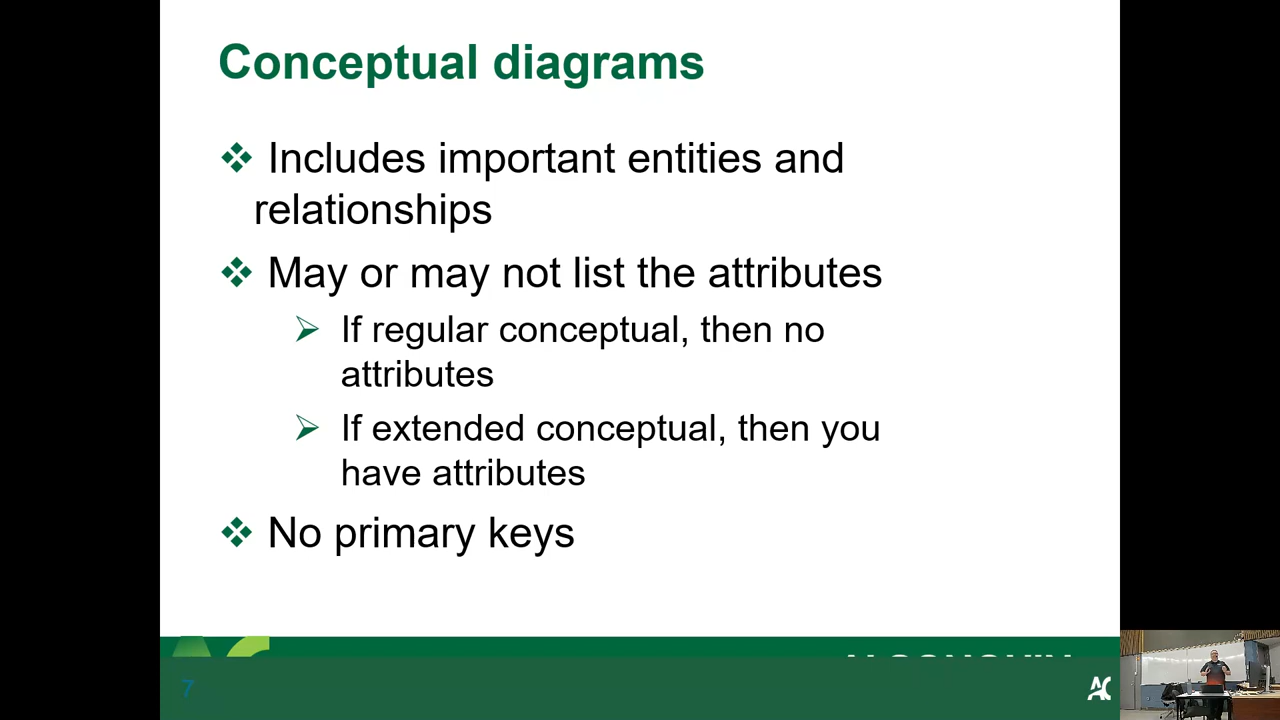 Conceptual diagrams
❖ Includes important entities and
relationships
❖ May or may not list the attributes
➢ If regular conceptual, then no
attributes
➢ If extended conceptual, then you
have attributes
❖ No primary keys
7